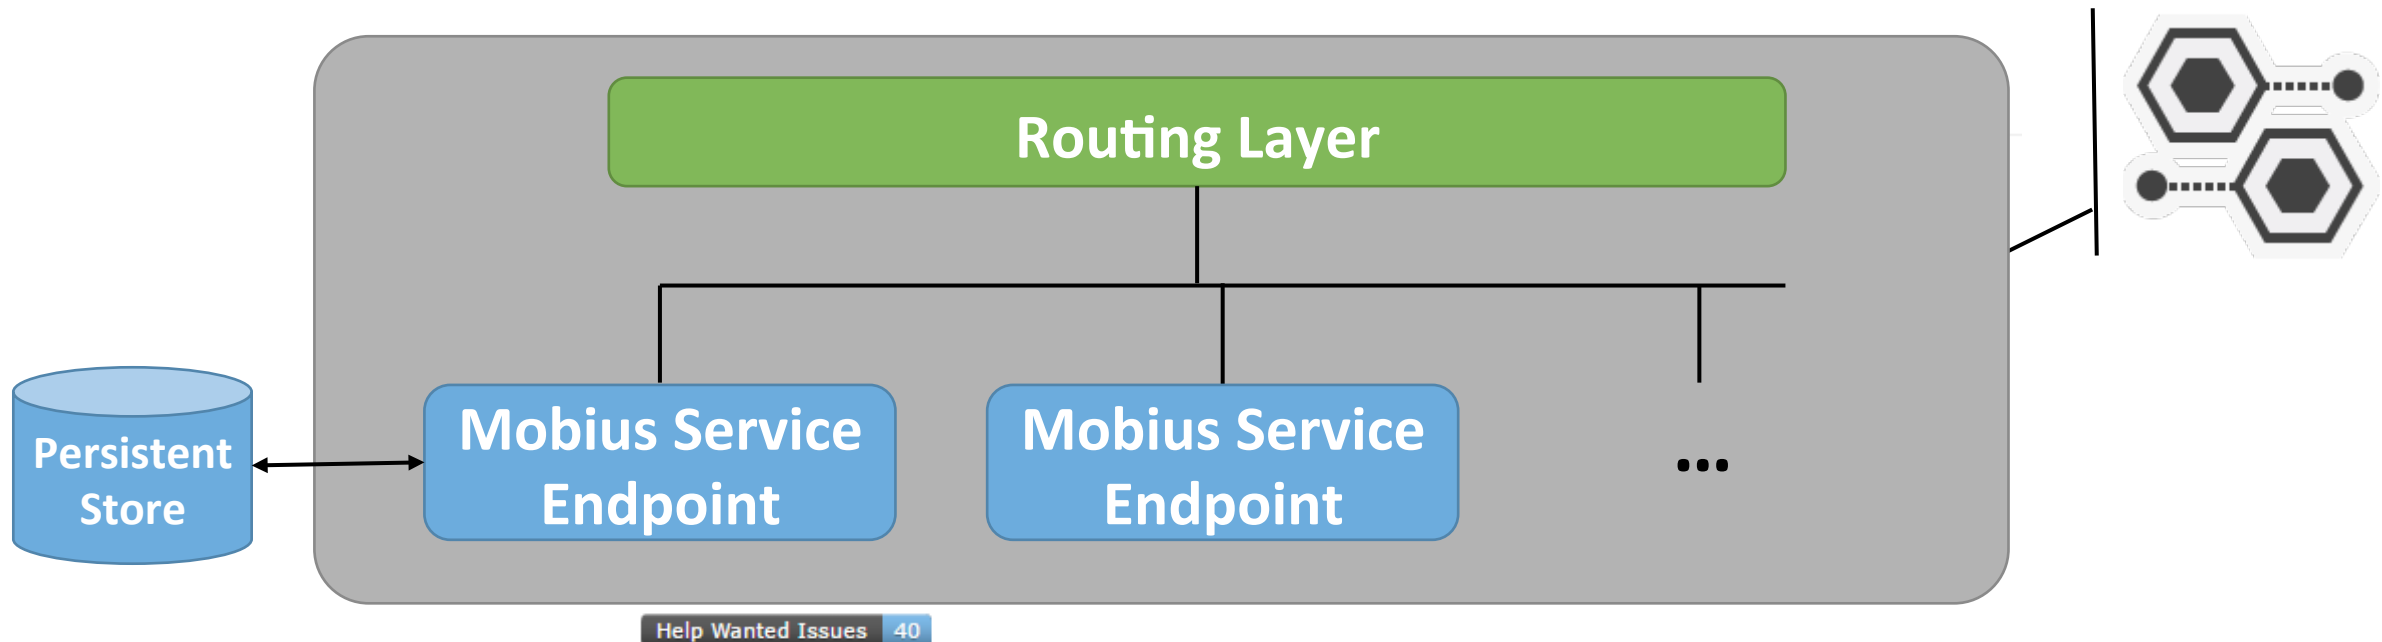 Routing Layer
Mobius Service
Endpoint
Mobius Service
Endpoint
...
Persistent
Store
Help Wanted Issues 40